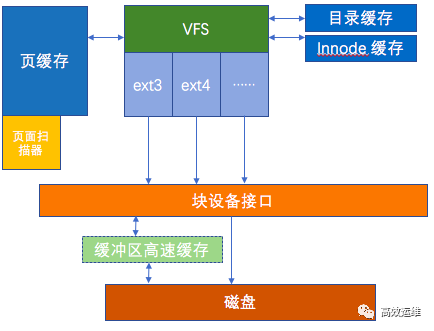 页缓存
VFS
目录缓存
Innode 缓存
ext3
ext4
……
页面扫
描器
块设备接口
缓冲区高速缓存
磁盘
高效运维